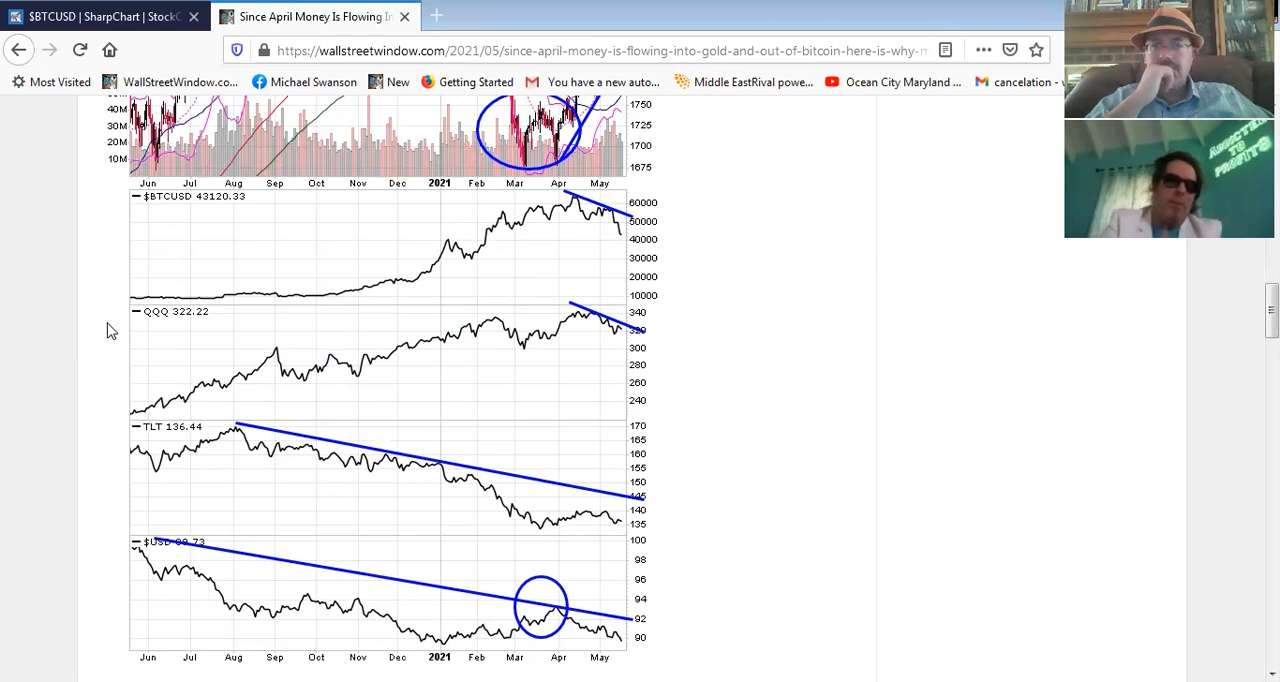 $BTCUSD | SharpChart | StockC
Since April Money Is Flowing In
https://wallstreetwindow.com/2021/05/since-april-money-is-flowing-into-gold-and-out-of-bitcoin-here-is-why-m
Most Visited
WallStreetWindow.co...
Michael Swanson
New
Getting Started
You have a new auto...
Middle EastRival powe...
Ocean City Maryland ...
cancelation -
ADDICTED
TO
PROFITS
40M
30M
20M
10M
1750
1725
1700
1675
Jun Jul Aug Sep Oct Nov Dec 2021 Feb Mar Apr May
$BTCUSD 43120.33
60000
50000
40000
30000
20000
10000
QQQ 322.22
340
320
300
280
260
240
TLT 136.44
170
165
160
155
150
145
140
135
$USD
100
98
96
94
92
90
Jun Jul Aug Sep Oct Nov Dec 2021 Feb Mar Apr May